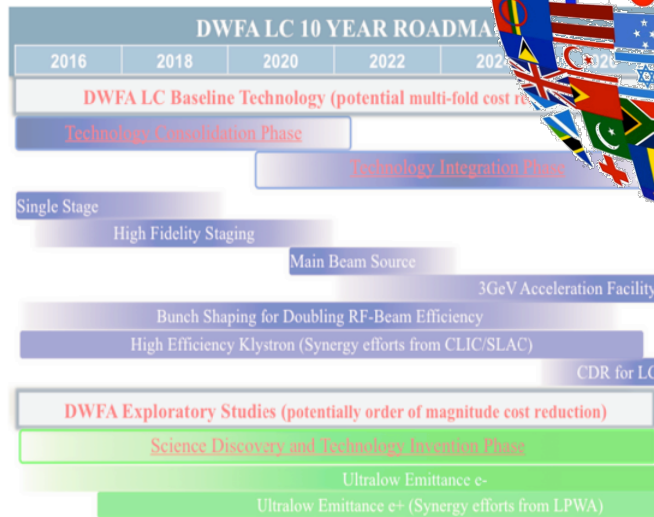 DWFA LC 10 YEAR ROADMA
2016 2018 2020 2022
DWFA LC Baseline Technology (potential multi-fold cost re
Technology Consolidation Phase
Technology Integration Phase
Single Stage
High Fidelity Staging
Main Beam Source
3GeV Acceleration Facility
Bunch Shaping for Doubling RF-Beam Efficiency
High Efficiency Klystron (Synergy efforts from CLIC/SLAC)
CDR for LC
DWFA Exploratory Studies (potentially order of magnitude cost reduction)
Science Discovery and Technology Invention Phase
Ultralow Emittance e-
Ultralow Emittance e+ (Synergy efforts from LPWA)